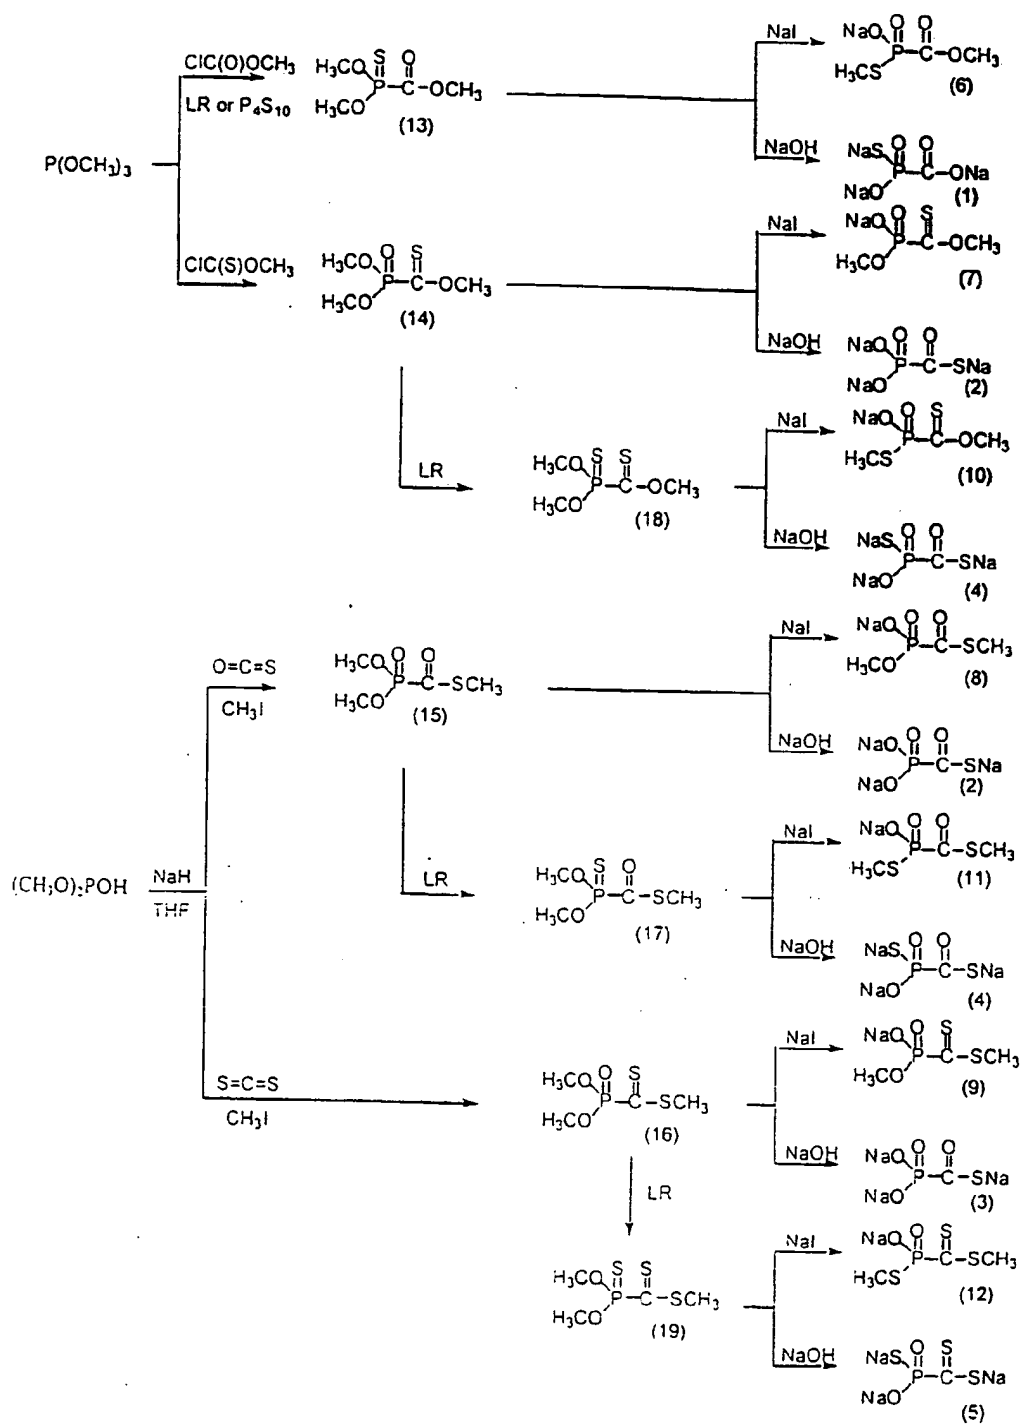 ClC(O)OCH3
LR or P4S10
P(OCH3)3
H3CO S O
P-C-OCH3
H3CO
(13)
NaI
NaO O O
P-C-OCH3
H3CS
(6)
NaOH
NaS O O
P-C-ONa
NaO
(1)
ClC(S)OCH3
H3CO O S
P-C-OCH3
H3CO
(14)
NaI
NaO O S
P-C-OCH3
H3CO
(7)
NaOH
NaO O O
P-C-SNa
NaO
(2)
LR
H3CO S S
P-C-OCH3
H3CO
(18)
NaI
NaO O S
P-C-OCH3
H3CS
(10)
NaOH
NaS O O
P-C-SNa
NaO
(4)
O=C=S
CH3I
H3CO O O
P-C-SCH3
H3CO
(15)
NaI
NaO O O
P-C-SCH3
H3CO
(8)
NaOH
NaO O O
P-C-SNa
NaO
(2)
(CH3O)2POH
NaH
THF
LR
H3CO S O
P-C-SCH3
H3CO
(17)
NaI
NaO O O
P-C-SCH3
H3CS
(11)
NaOH
NaS O O
P-C-SNa
NaO
(4)
S=C=S
CH3I
H3CO O S
P-C-SCH3
H3CO
(16)
NaI
NaO O S
P-C-SCH3
H3CO
(9)
NaOH
NaO O O
P-C-SNa
NaO
(3)
LR
H3CO S S
P-C-SCH3
H3CO
(19)
NaI
NaO O S
P-C-SCH3
H3CS
(12)
NaOH
NaS O S
P-C-SNa
NaO
(5)